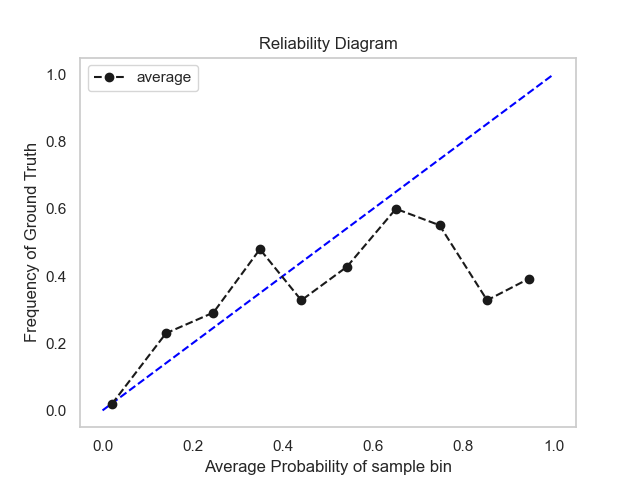 Reliability Diagram
average
Frequency of Ground Truth
1.0
0.8
0.6
0.4
0.2
0.0
0.0 0.2 0.4 0.6 0.8 1.0
Average Probability of sample bin